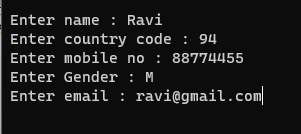 Enter name : Ravi
Enter country code : 94
Enter mobile no : 88774455
Enter Gender : M
Enter email : ravi@gmail.com